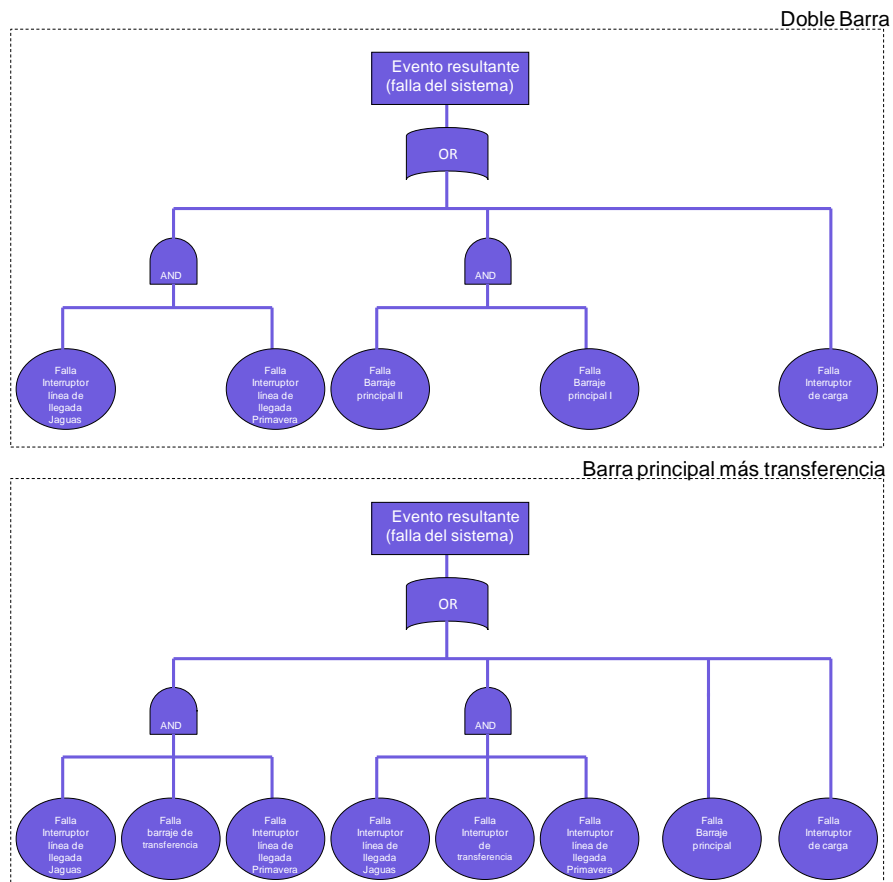 Doble Barra
Evento resultante
(falla del sistema)
OR
AND
AND
Falla
Interruptor
línea de
llegada
Jaguas
Falla
Interruptor
línea de
llegada
Primavera
Falla
Barraje
principal II
Falla
Barraje
principal I
Falla
Interruptor
de carga
Barra principal más transferencia
Evento resultante
(falla del sistema)
OR
AND
AND
Falla
Interruptor
línea de
llegada
Jaguas
Falla
barraje de
transferencia
Falla
Interruptor
línea de
llegada
Primavera
Falla
Interruptor
línea de
llegada
Jaguas
Falla
Interruptor
de
transferencia
Falla
Interruptor
línea de
llegada
Primavera
Falla
Barraje
principal
Falla
Interruptor
de carga